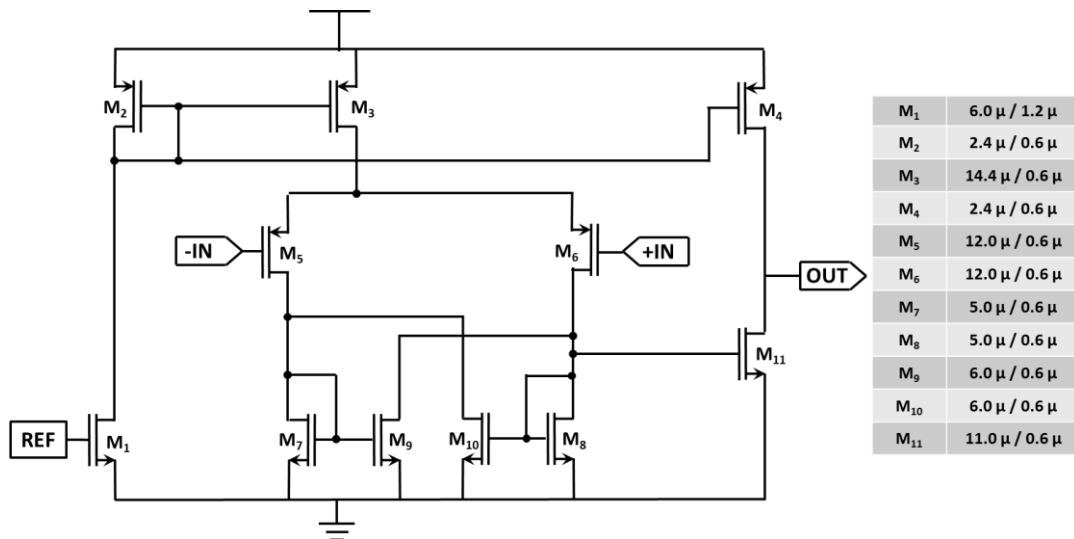 M₂
M₃
M₄
-IN
M₅
M₆
+IN
OUT
M₇
M₉
M₁₀
M₈
M₁₁
REF
M₁
M₁ 6.0 µ / 1.2 µ
M₂ 2.4 µ / 0.6 µ
M₃ 14.4 µ / 0.6 µ
M₄ 2.4 µ / 0.6 µ
M₅ 12.0 µ / 0.6 µ
M₆ 12.0 µ / 0.6 µ
M₇ 5.0 µ / 0.6 µ
M₈ 5.0 µ / 0.6 µ
M₉ 6.0 µ / 0.6 µ
M₁₀ 6.0 µ / 0.6 µ
M₁₁ 11.0 µ / 0.6 µ